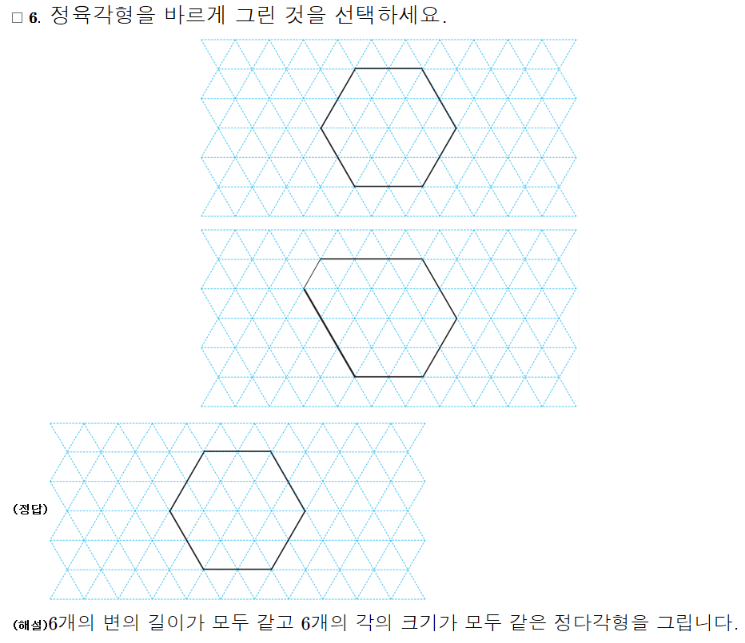 □ 6. 정육각형을 바르게 그린 것을 선택하세요.
(정답)
(해설)6개의 변의 길이가 모두 같고 6개의 각의 크기가 모두 같은 정다각형을 그립니다.